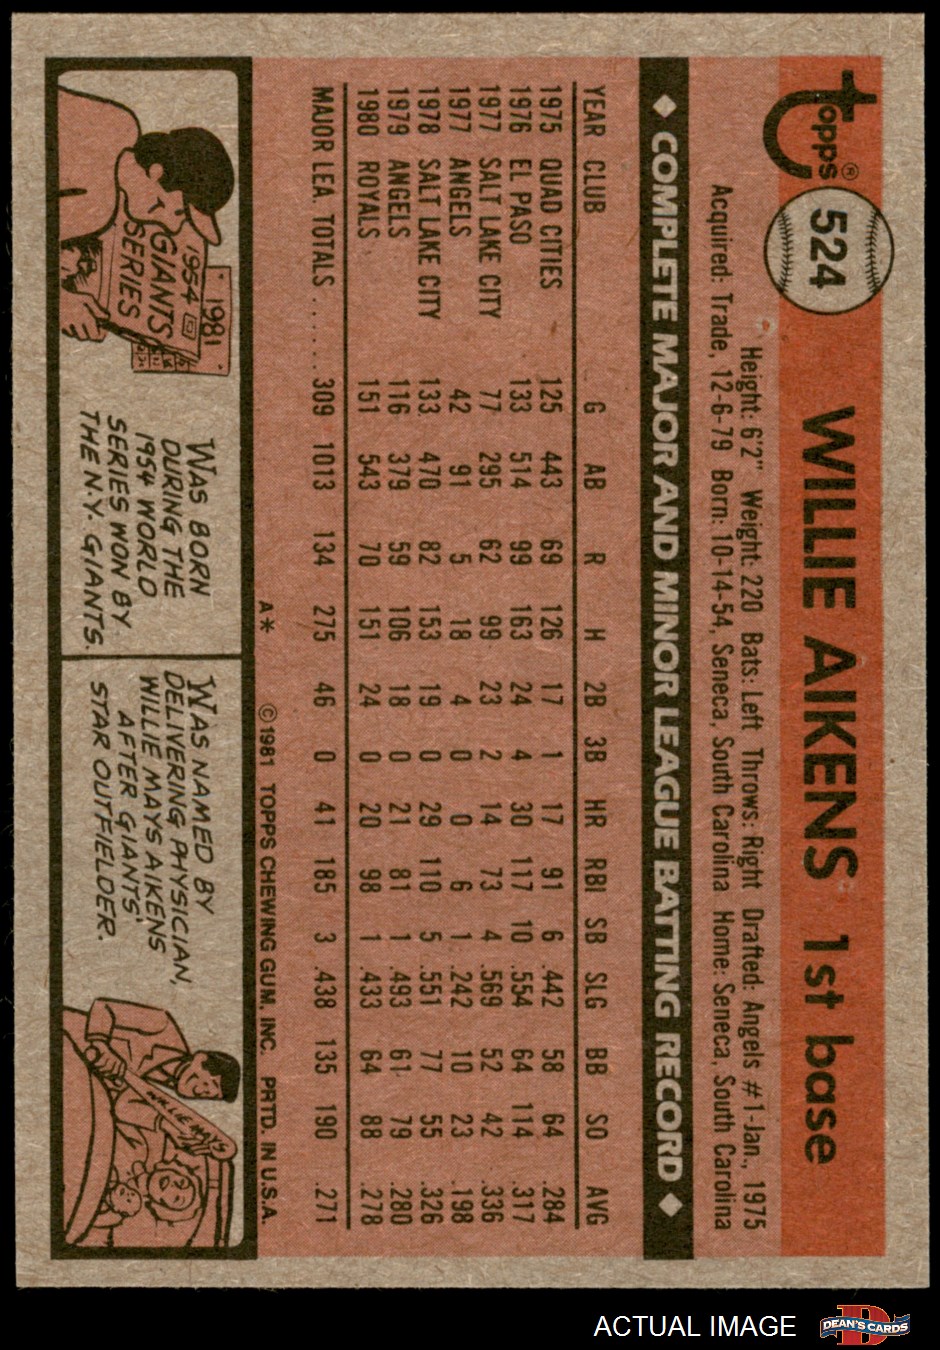 topps® 524 WILLIE AIKENS 1st base
Height: 6'2" Weight: 220 Bats: Left Throws: Right Drafted: Angels #1-Jan., 1975
Acquired: Trade, 12-6-79 Born: 10-14-54, Seneca, South Carolina Home: Seneca, South Carolina
◆ COMPLETE MAJOR AND MINOR LEAGUE BATTING RECORD ◆
YEAR CLUB G AB R H 2B 3B HR RBI SB SLG BB SO AVG
1975 QUAD CITIES 125 443 69 126 17 1 17 91 6 .442 58 64 .284
1976 EL PASO 133 514 99 163 24 4 30 117 10 .554 64 114 .317
1977 SALT LAKE CITY 77 295 62 99 23 2 14 73 4 .569 52 42 .336
1977 ANGELS 42 91 5 18 4 0 0 6 1 .242 10 23 .198
1978 SALT LAKE CITY 133 470 82 153 19 0 29 110 5 .551 77 55 .326
1979 ANGELS 116 379 59 106 18 0 21 81 1 .493 61 79 .280
1980 ROYALS 151 543 70 151 24 0 20 98 1 .433 64 88 .278
MAJOR LEA. TOTALS ...... 309 1013 134 275 46 0 41 185 3 .438 135 190 .271
A* ©1981 TOPPS CHEWING GUM, INC. PRTD. IN U.S.A.
1981
1954
GIANTS
SERIES
WAS BORN
DURING THE
1954 WORLD
SERIES WON BY
THE N.Y. GIANTS.
WAS NAMED BY
DELIVERING PHYSICIAN,
WILLIE MAYS AIKENS
AFTER GIANTS'
STAR OUTFIELDER.
WILLIE MAYS
ACTUAL IMAGE
D
DEAN'S CARDS